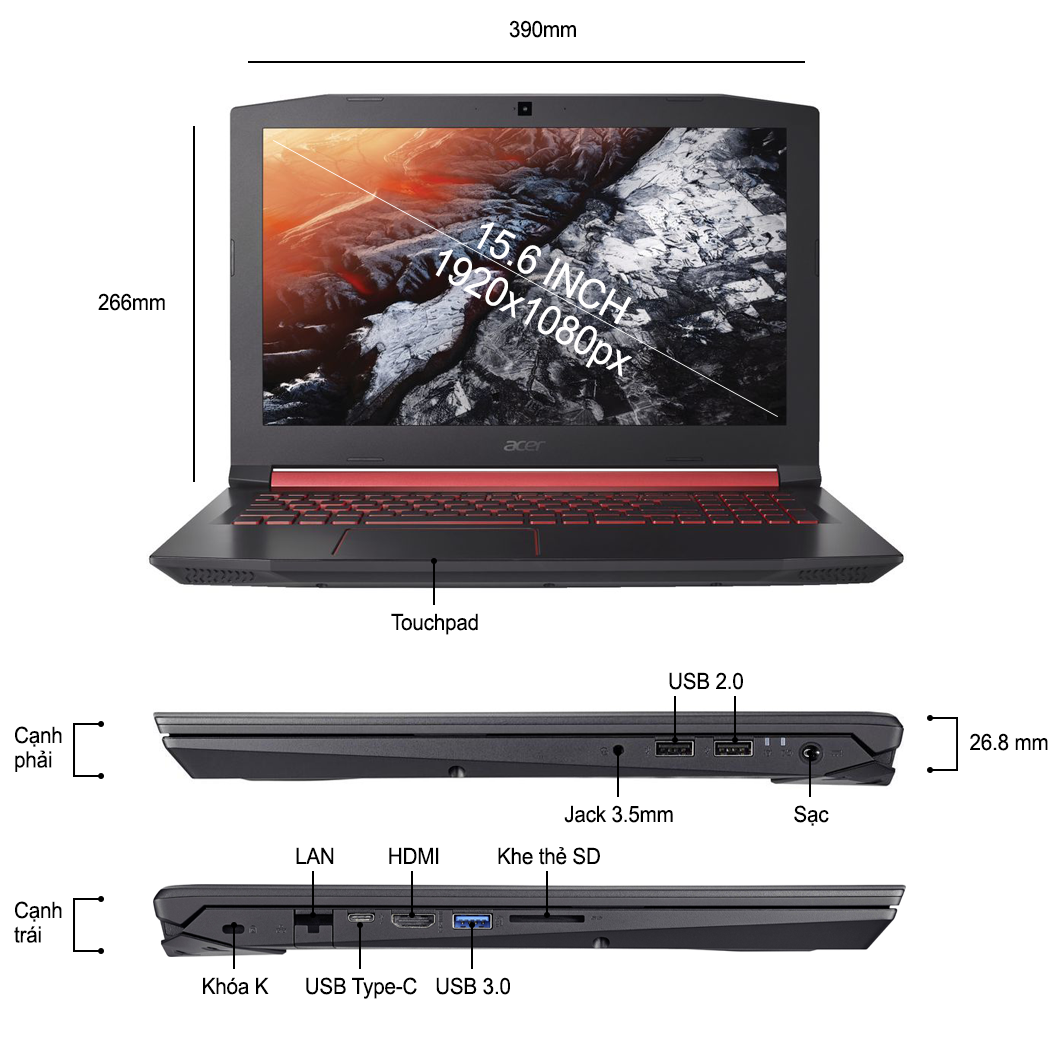 390mm
266mm
15.6 INCH
1920x1080px
acer
Touchpad
USB 2.0
Cạnh
phải
26.8 mm
Jack 3.5mm
Sạc
LAN
HDMI
Khe thẻ SD
Cạnh
trái
Khóa K
USB Type-C
USB 3.0